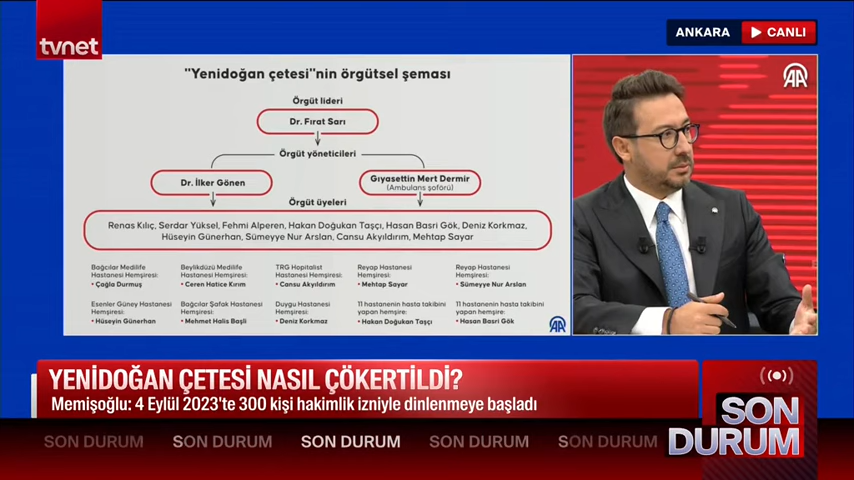 tvnet
ANKARA
CANLI
"Yenidoğan çetesi"nin örgütsel şeması
Örgüt lideri
Dr. Fırat Sarı
Örgüt yöneticileri
Dr. İlker Gönen
Gıyasettin Mert Dermir
(Ambulans şoförü)
Örgüt üyeleri
Renas Kılıç, Serdar Yüksel, Fehmi Alperen, Hakan Doğukan Taşçı, Hasan Basri Gök, Deniz Korkmaz,
Hüseyin Günerhan, Sümeyye Nur Arslan, Cansu Akyıldırım, Mehtap Sayar
Bağcılar Medilife
Hastanesi Hemşiresi:
• Çağla Durmuş
Beylikdüzü Medilife
Hastanesi Hemşiresi:
• Ceren Hatice Kırım
TRG Hopitalist
Hastanesi Hemşiresi:
• Cansu Akyıldırım
Reyap Hastanesi
Hemşiresi:
• Mehtap Sayar
Reyap Hastanesi
Hemşiresi:
• Sümeyye Nur Arslan
Esenler Güney Hastanesi
Hemşiresi:
• Hüseyin Günerhan
Bağcılar Şafak Hastanesi
Hemşiresi:
• Mehmet Halis Başli
Duygu Hastanesi
Hemşiresi:
• Deniz Korkmaz
11 hastanenin hasta takibini
yapan hemşire:
• Hakan Doğukan Taşçı
11 hastanenin hasta takibini
yapan hemşire:
• Hasan Basri Gök
AA
AA
YENİDOĞAN ÇETESİ NASIL ÇÖKERTİLDİ?
Memişoğlu: 4 Eylül 2023'te 300 kişi hakimlik izniyle dinlenmeye başladı
SON DURUM
SON DURUM SON DURUM SON DURUM SON DURUM SON DURUM